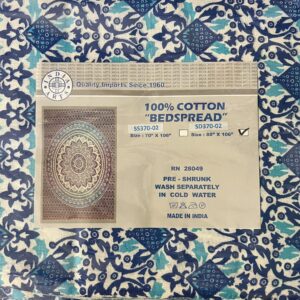 Quality Imports Since 1960
100% COTTON
"BEDSPREAD"
SS370-02
SD370-02
Size : 70" X 106"
Size : 88" X 106"
RN 28049
PRE - SHRUNK
WASH SEPARATELY
IN COLD WATER
MADE IN INDIA